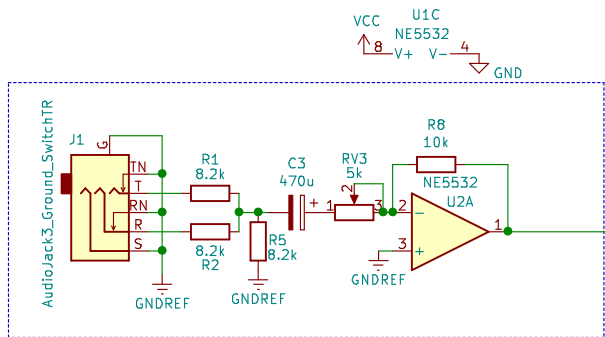 U1C
VCC
NE5532
8
V+
V-
4
GND
AudioJack3_Ground_SwitchTR
J1
G
TN
T
RN
R
S
GNDREF
R1
8.2k
8.2k
R2
R5
8.2k
GNDREF
C3
470u
+
RV3
5k
2
1
3
R8
10k
NE5532
U2A
2
-
3
+
1
GNDREF